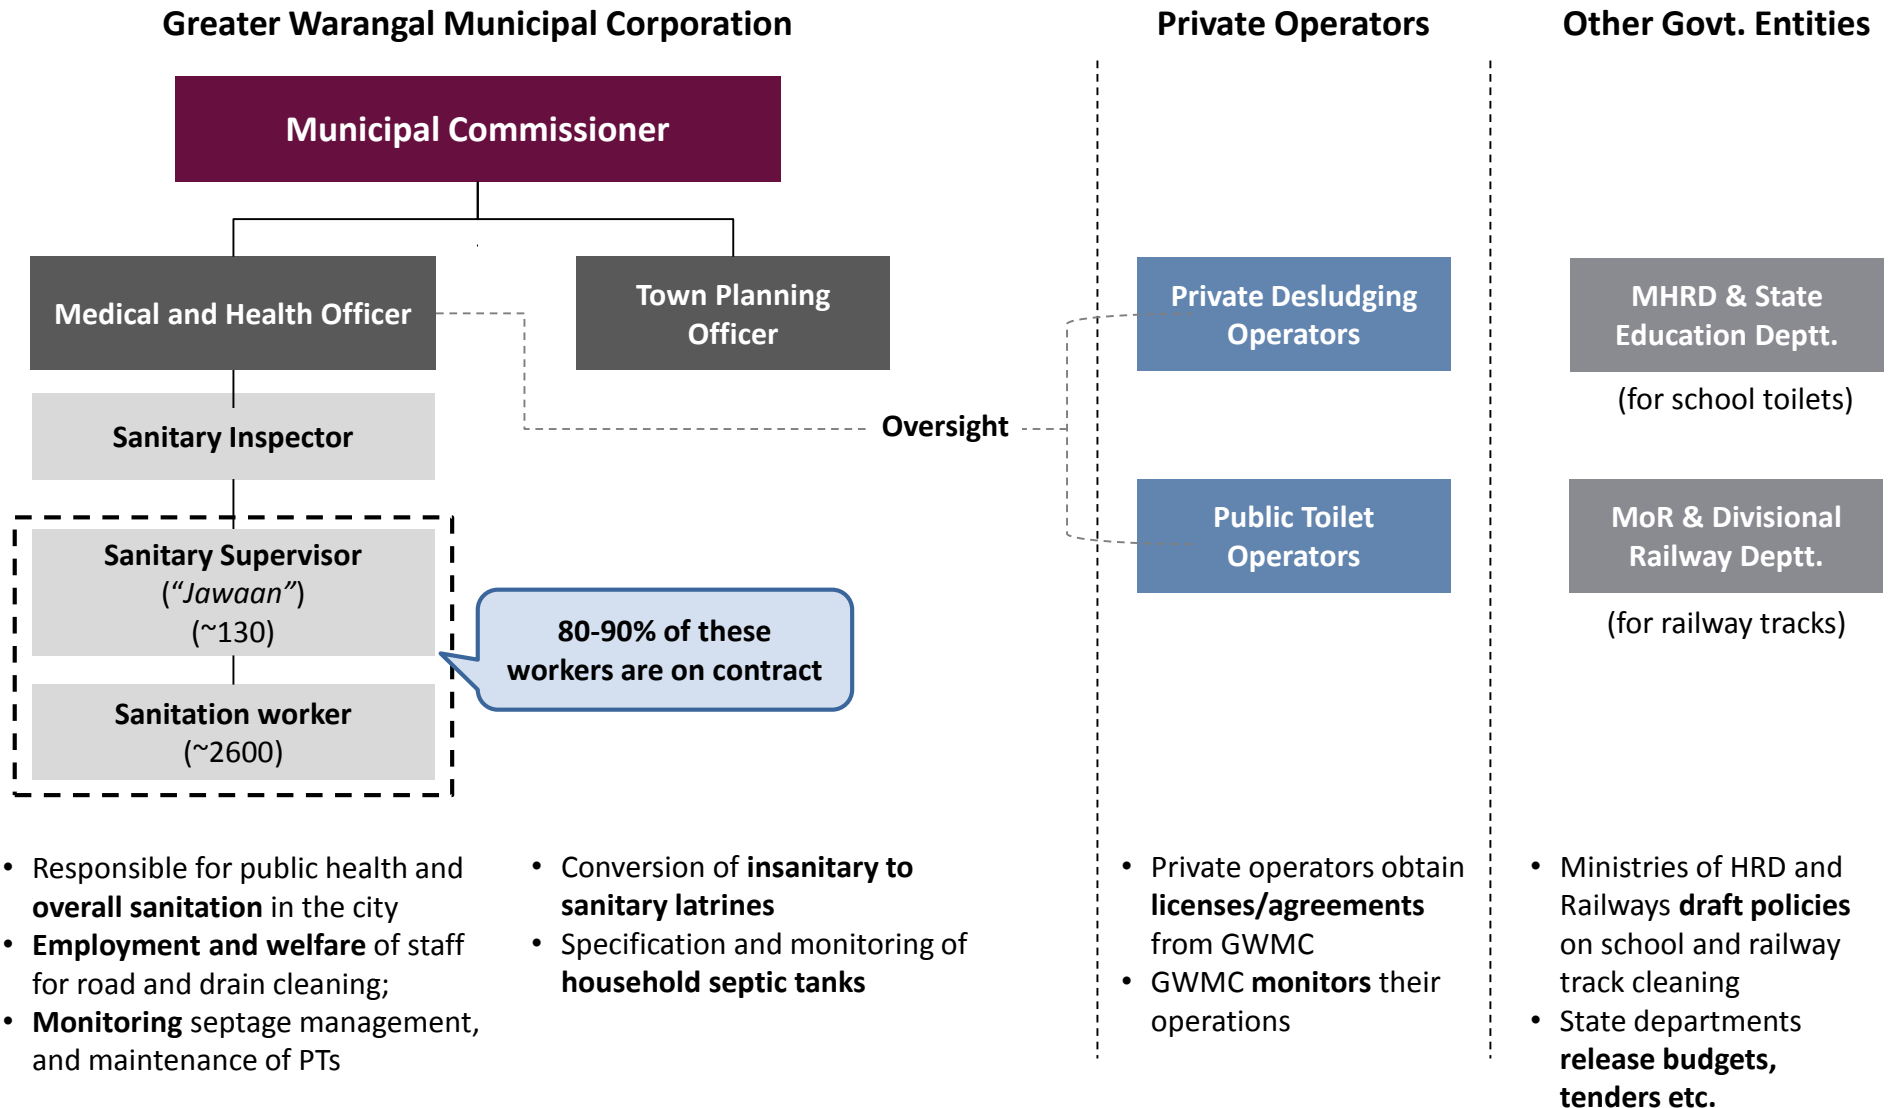 Greater Warangal Municipal Corporation
Private Operators
Other Govt. Entities
Municipal Commissioner
Medical and Health Officer
Town Planning
Officer
Private Desludging
Operators
MHRD & State
Education Deptt.
(for school toilets)
Sanitary Inspector
Oversight
Sanitary Supervisor
(“Jawaan”)
(~130)
Public Toilet
Operators
MoR & Divisional
Railway Deptt.
(for railway tracks)
80-90% of these
workers are on contract
Sanitation worker
(~2600)
• Responsible for public health and
overall sanitation in the city
• Employment and welfare of staff
for road and drain cleaning;
• Monitoring septage management,
and maintenance of PTs
• Conversion of insanitary to
sanitary latrines
• Specification and monitoring of
household septic tanks
• Private operators obtain
licenses/agreements
from GWMC
• GWMC monitors their
operations
• Ministries of HRD and
Railways draft policies
on school and railway
track cleaning
• State departments
release budgets,
tenders etc.